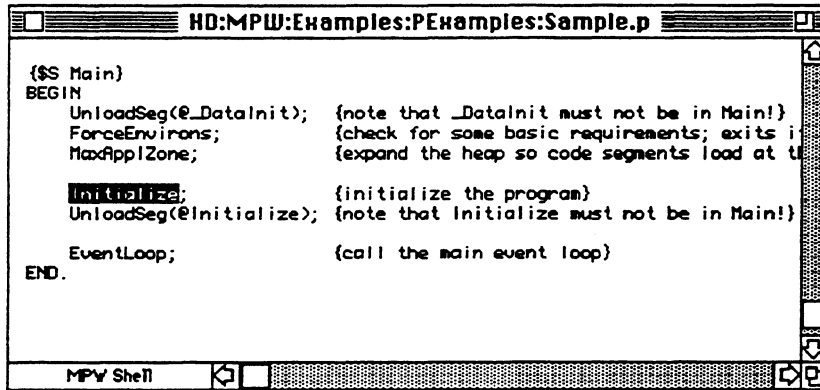 HD:MPW:Examples:PExamples:Sample.p
{$S Main}
BEGIN
UnloadSeg(@_DataInit); {note that _DataInit must not be in Main!}
ForceEnvirons; {check for some basic requirements; exits i
MaxApplZone; {expand the heap so code segments load at t
Initialize; {initialize the program}
UnloadSeg(@Initialize); {note that Initialize must not be in Main!}
EventLoop; {call the main event loop}
END.
MPW Shell